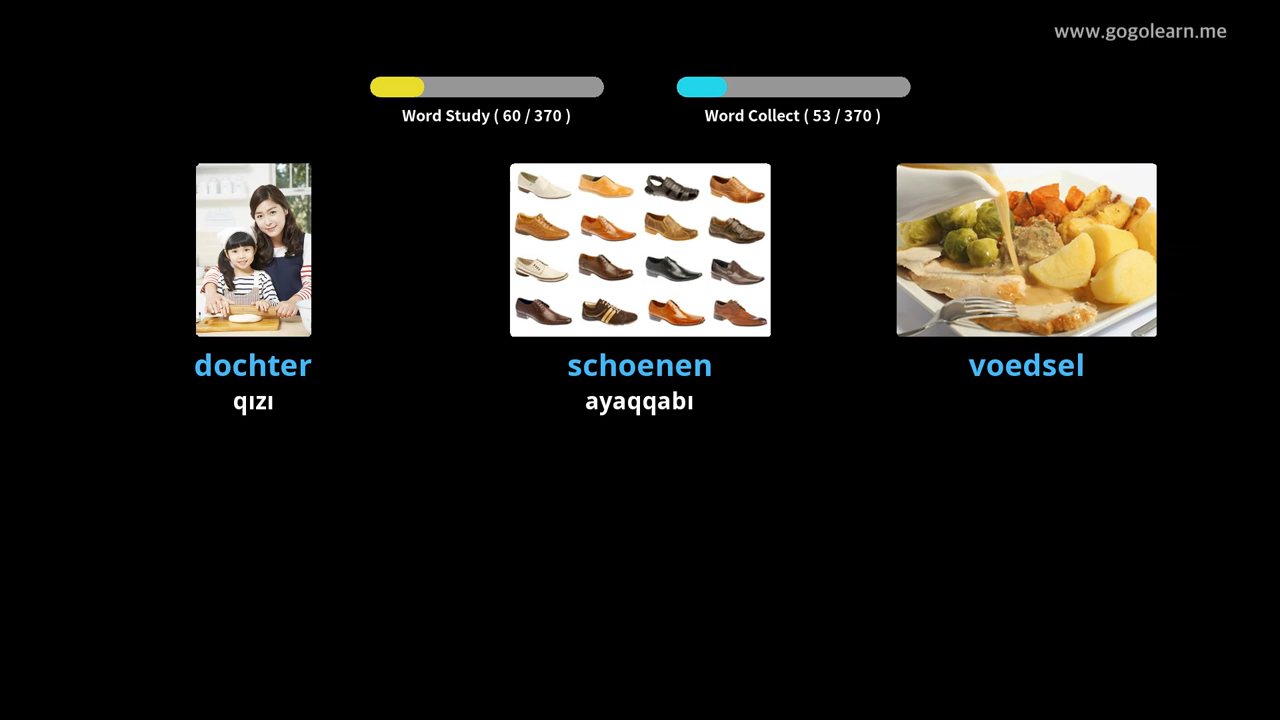 www.gogolearn.me
Word Study ( 60 / 370 )
Word Collect ( 53 / 370 )
dochter
qızı
schoenen
ayaqqabı
voedsel